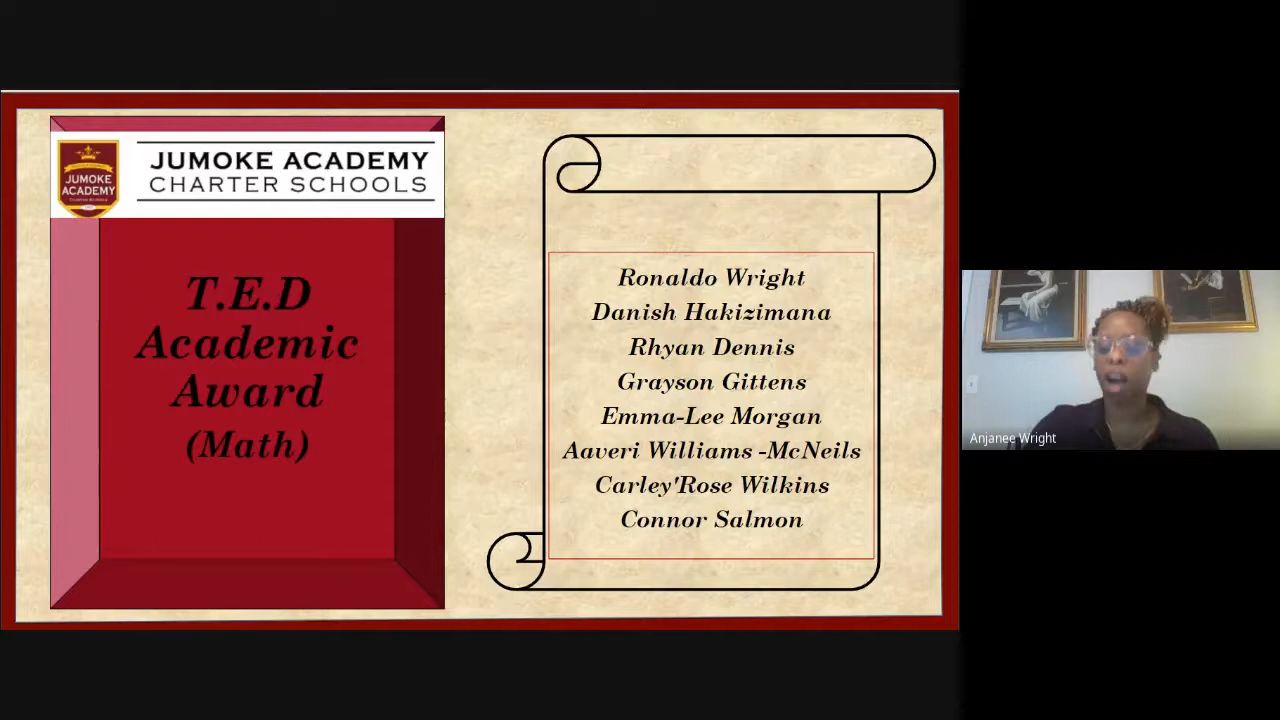 JUMOKE
ACADEMY
JUMOKE ACADEMY
CHARTER SCHOOLS
T.E.D
Academic
Award
(Math)
Ronaldo Wright
Danish Hakizimana
Rhyan Dennis
Grayson Gittens
Emma-Lee Morgan
Aaveri Williams -McNeils
Carley'Rose Wilkins
Connor Salmon
Anjanee Wright